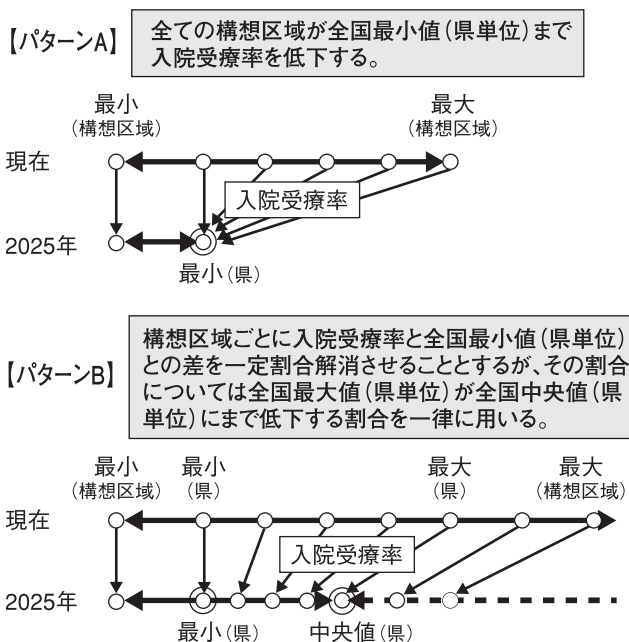 【パターンA】
全ての構想区域が全国最小値（県単位）まで
入院受療率を低下する。
最小
（構想区域）
最大
（構想区域）
現在
入院受療率
2025年
最小（県）
【パターンB】
構想区域ごとに入院受療率と全国最小値（県単位）
との差を一定割合解消させることとするが、その割合
については全国最大値（県単位）が全国中央値（県
単位）にまで低下する割合を一律に用いる。
最小
（構想区域）
最小
（県）
最大
（県）
最大
（構想区域）
現在
入院受療率
2025年
最小（県）
中央値（県）